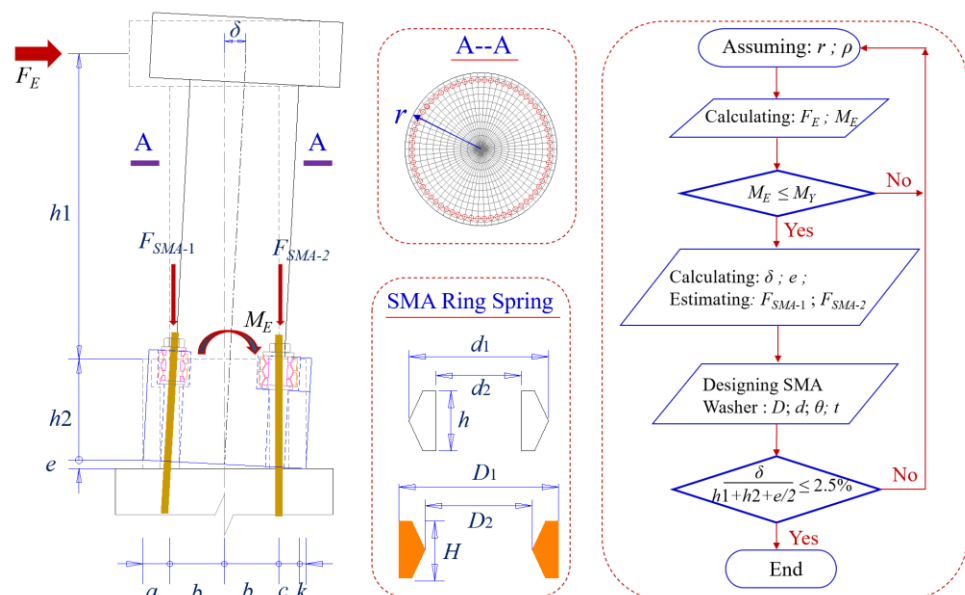 δ
F_E
A
A
h1
F_SMA-1
F_SMA-2
M_E
h2
e
a
b
b
c
k
A--A
r
SMA Ring Spring
d1
d2
h
D1
D2
H
Assuming: r ; ρ
Calculating: F_E ; M_E
M_E ≤ M_Y
No
Yes
Calculating: δ ; e ;
Estimating: F_SMA-1 ; F_SMA-2
Designing SMA
Washer : D; d; θ; t
δ
h1+h2+e/2 ≤ 2.5%
No
Yes
End